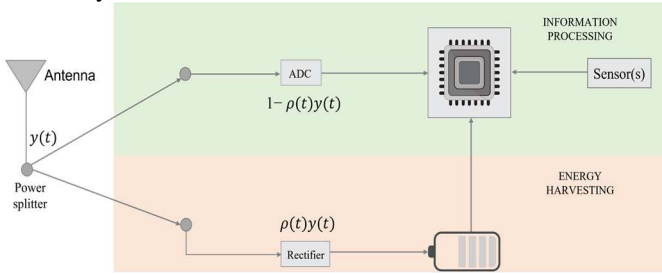 INFORMATION
PROCESSING
Antenna
ADC
Sensor(s)
1− ρ(t)y(t)
y(t)
Power
splitter
ENERGY
HARVESTING
ρ(t)y(t)
Rectifier